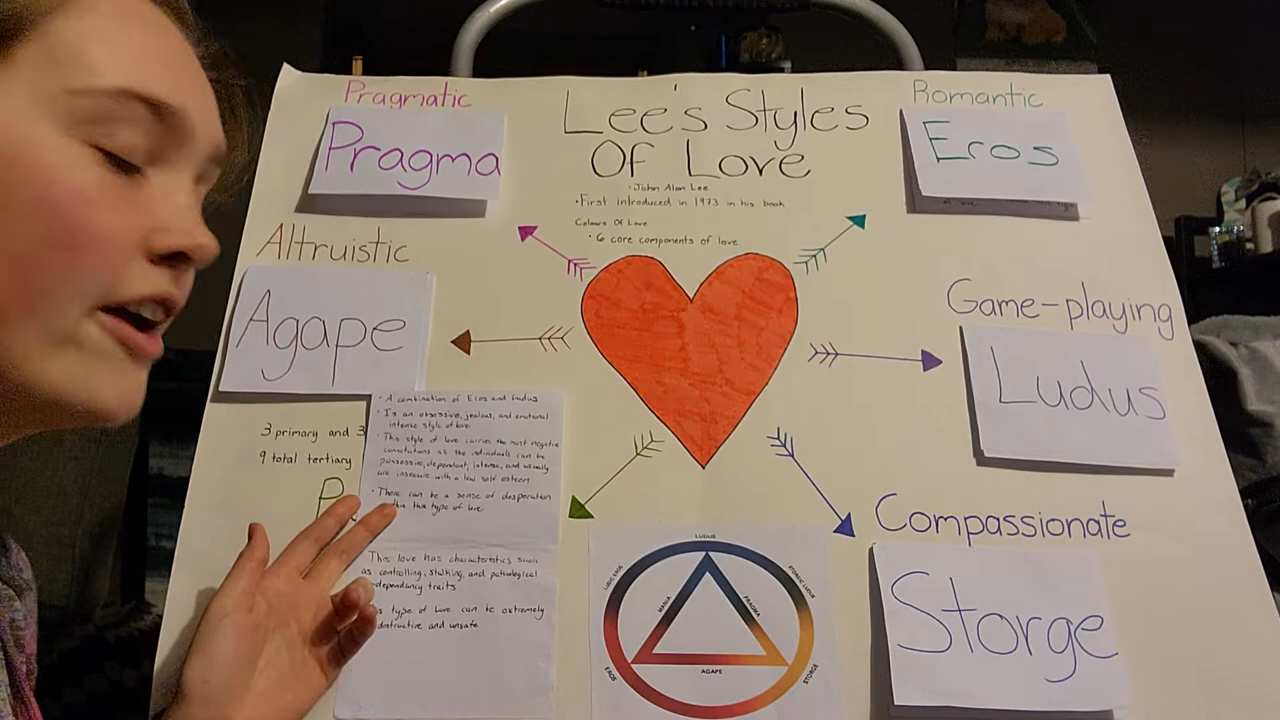 Pragmatic
Pragma
Lee's Styles
Of Love
Romantic
Eros
• John Alan Lee
• First introduced in 1973 in his book
Colours Of Love
• 6 core components of love
Altruistic
Agape
Game-playing
Ludus
3 primary and 3
9 total tertiary
• A combination of Eros and Ludus
• Is an obsessive, jealous, and emotional
intense style of love
• This style of love carries the most negative
connotations as the individuals can be
possessive, dependent, intense, and usually
are insecure with a low self esteem
• There can be a sense of desperation
this type of love
This love has characteristics such
as controlling, stalking, and pathological
dependancy traits
type of love can be extremely
destructive and unsafe
Compassionate
Storge
LUDUS
LUDIC EROS
STORGIC LUDUS
MANIA
PRAGMA
AGAPE
EROS
STORGE